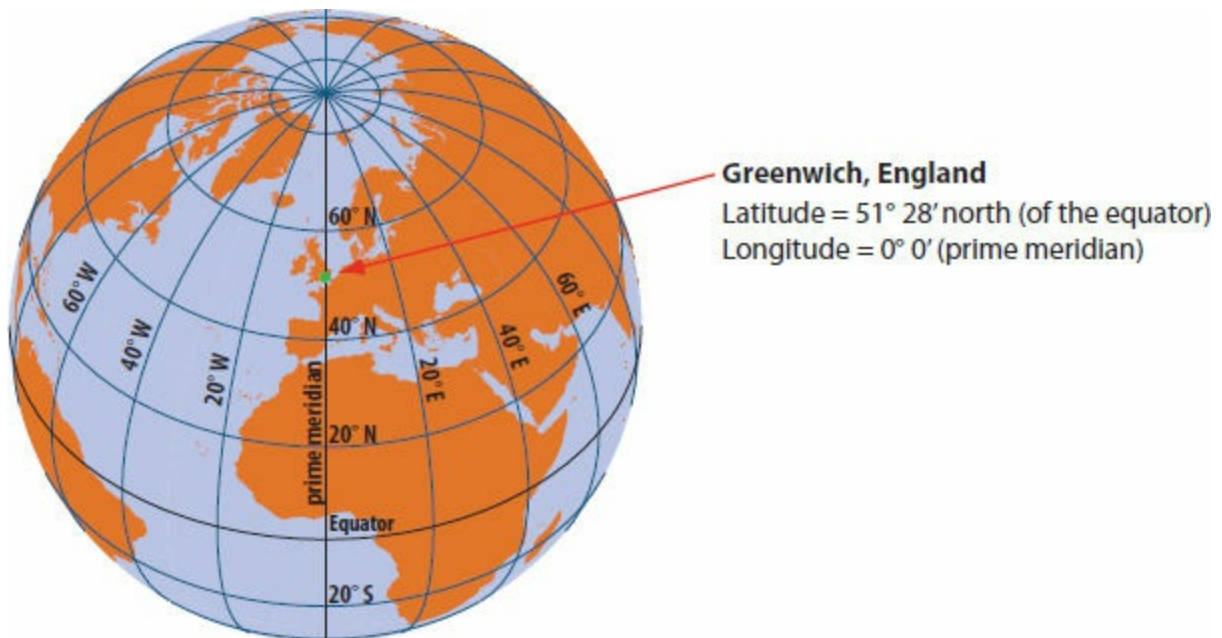 Greenwich, England
Latitude = 51° 28′ north (of the equator)
Longitude = 0° 0′ (prime meridian)
60° N
60° W
60° E
40° W
40° N
40° E
20° W
20° E
prime meridian
20° N
Equator
20° S